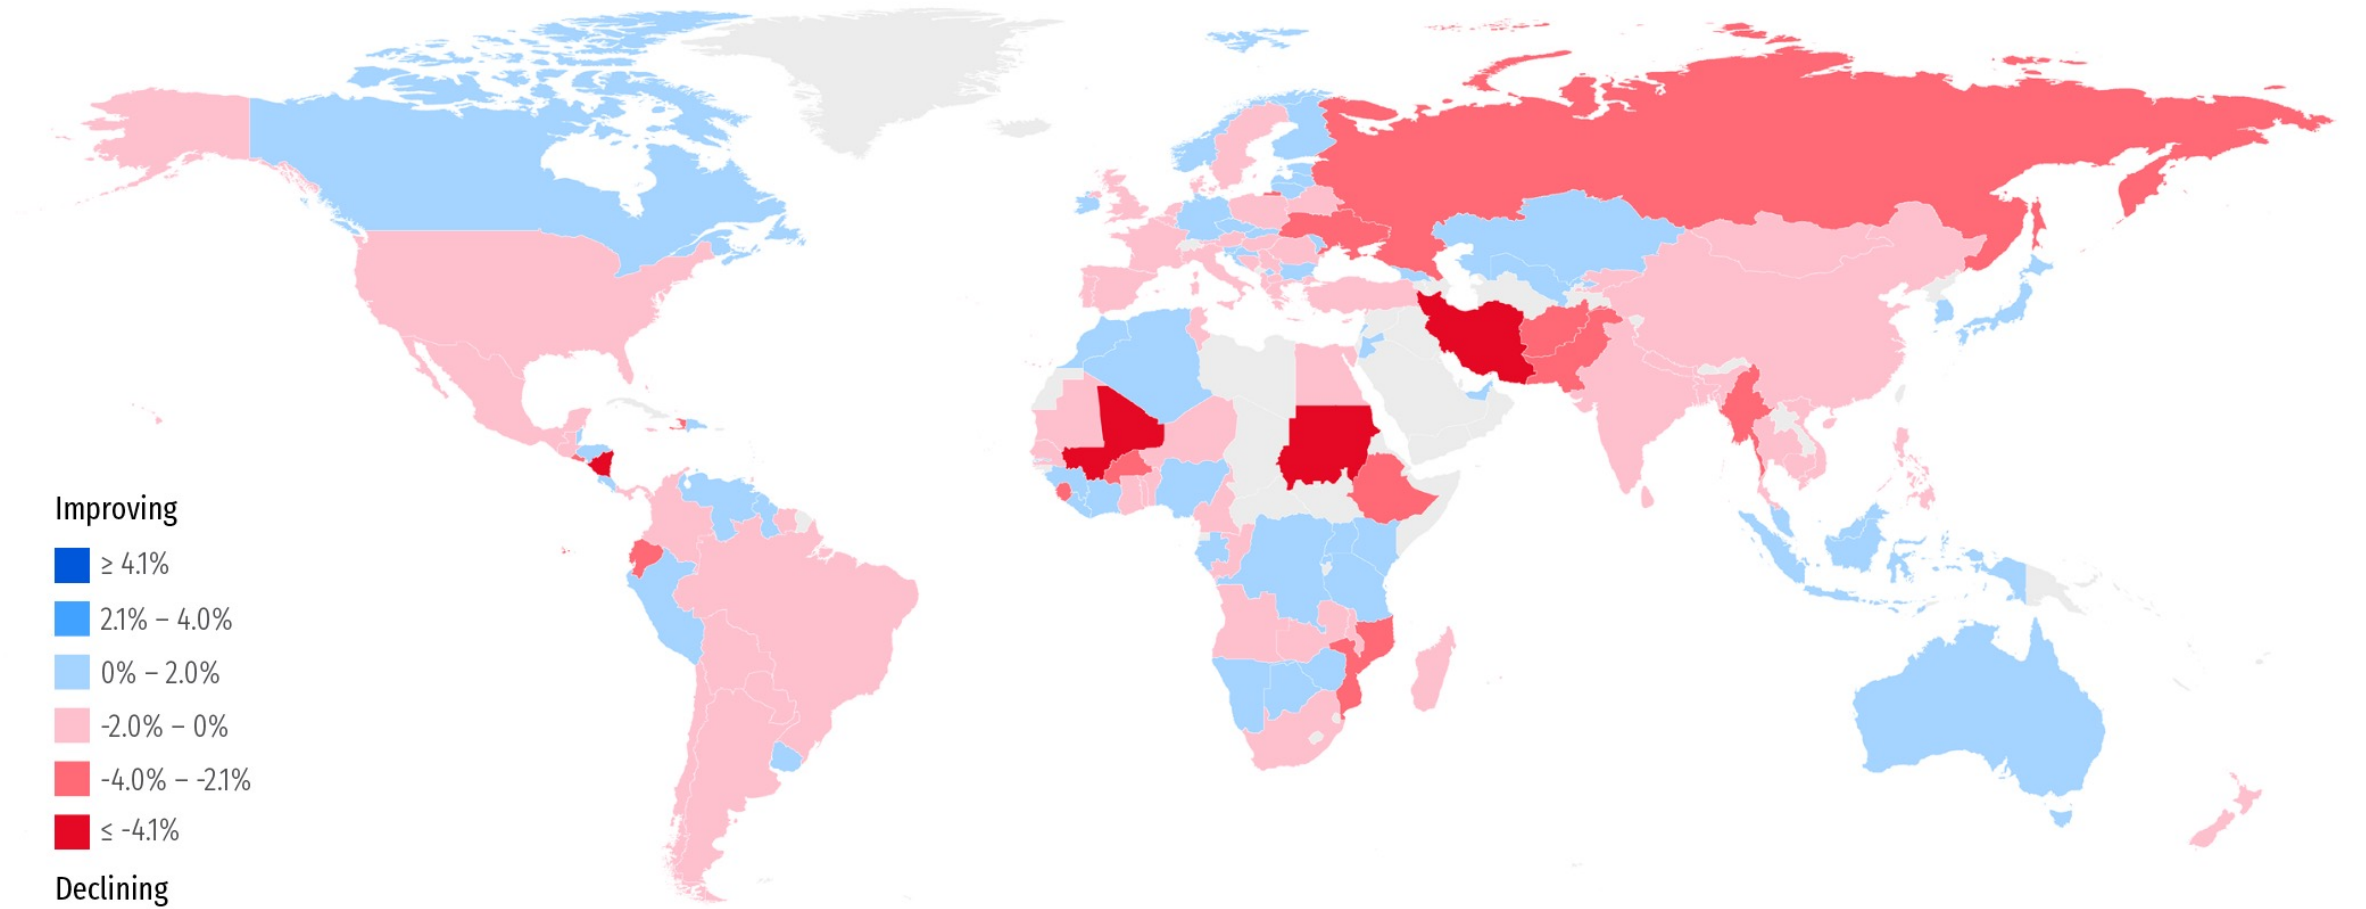 Improving
≥ 4.1%
2.1% – 4.0%
0% – 2.0%
-2.0% – 0%
-4.0% – -2.1%
≤ -4.1%
Declining